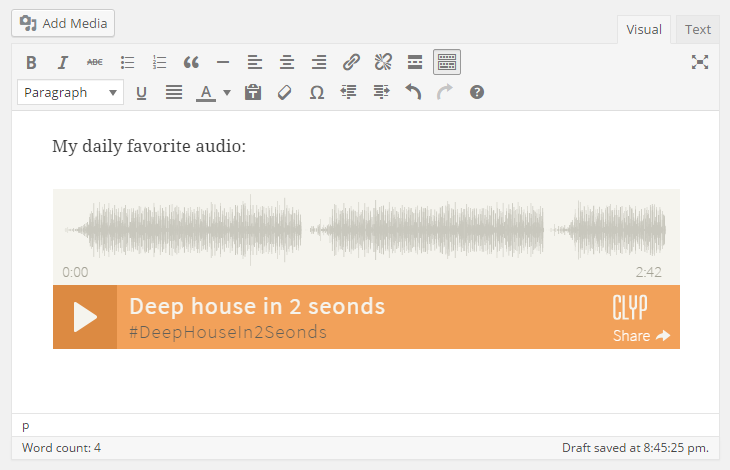 Add Media
Visual
Text
B I ABC
Paragraph U A Ω ?
My daily favorite audio:
0:00
2:42
Deep house in 2 seonds
#DeepHouseIn2Seonds
CLYP
Share
p
Word count: 4
Draft saved at 8:45:25 pm.